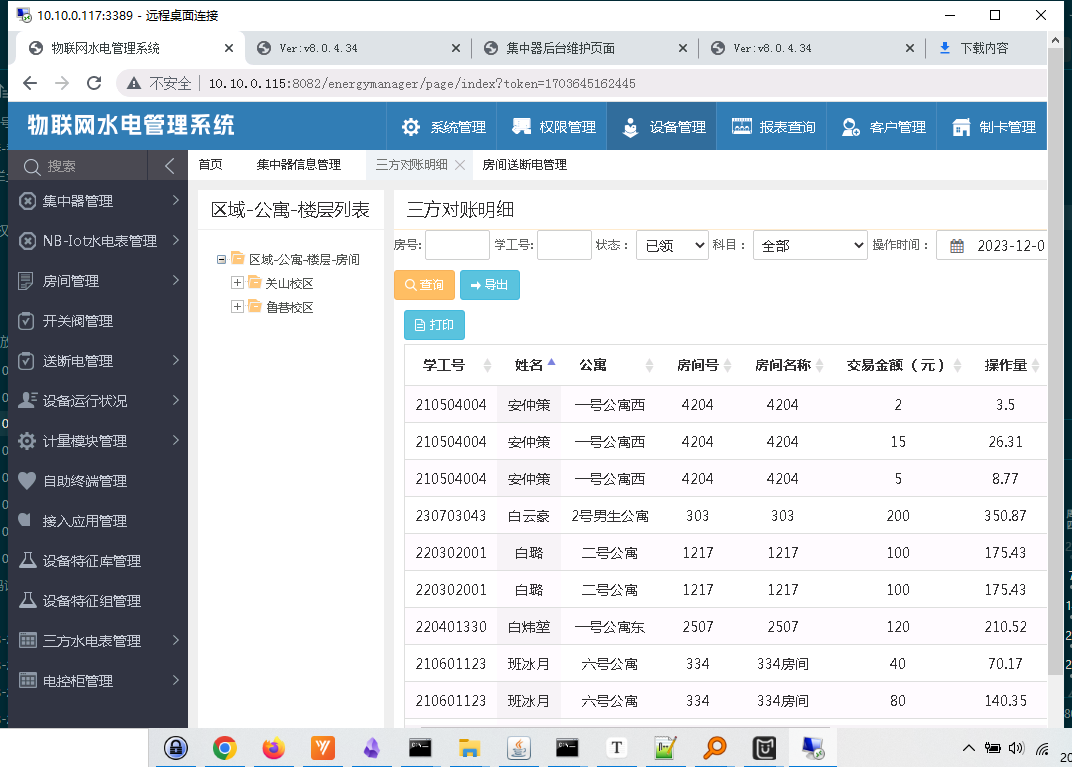 10.10.0.117:3389 - 远程桌面连接
物联网水电管理系统 Ver:v8.0.4.34 集中器后台维护页面 Ver:v8.0.4.34 下载内容
不安全 10.10.0.115:8082/energymanager/page/index?token=1703645162445
物联网水电管理系统 系统管理 权限管理 设备管理 报表查询 客户管理 制卡管理
搜索 首页 集中器信息管理 三方对账明细 房间送断电管理
集中器管理
NB-Iot水电表管理
房间管理
开关阀管理
送断电管理
设备运行状况
计量模块管理
自助终端管理
接入应用管理
设备特征库管理
设备特征组管理
三方水电表管理
电控柜管理
区域-公寓-楼层列表
区域-公寓-楼层-房间
关山校区
鲁巷校区
三方对账明细
房号: 学工号: 状态： 已领 科目： 全部 操作时间： 2023-12-0
查询 导出
打印
学工号 姓名 公寓 房间号 房间名称 交易金额（元） 操作量
210504004 安仲策 一号公寓西 4204 4204 2 3.5
210504004 安仲策 一号公寓西 4204 4204 15 26.31
210504004 安仲策 一号公寓西 4204 4204 5 8.77
230703043 白云豪 2号男生公寓 303 303 200 350.87
220302001 白璐 二号公寓 1217 1217 100 175.43
220302001 白璐 二号公寓 1217 1217 100 175.43
220401330 白炜堃 一号公寓东 2507 2507 120 210.52
210601123 班冰月 六号公寓 334 334房间 40 70.17
210601123 班冰月 六号公寓 334 334房间 80 140.35